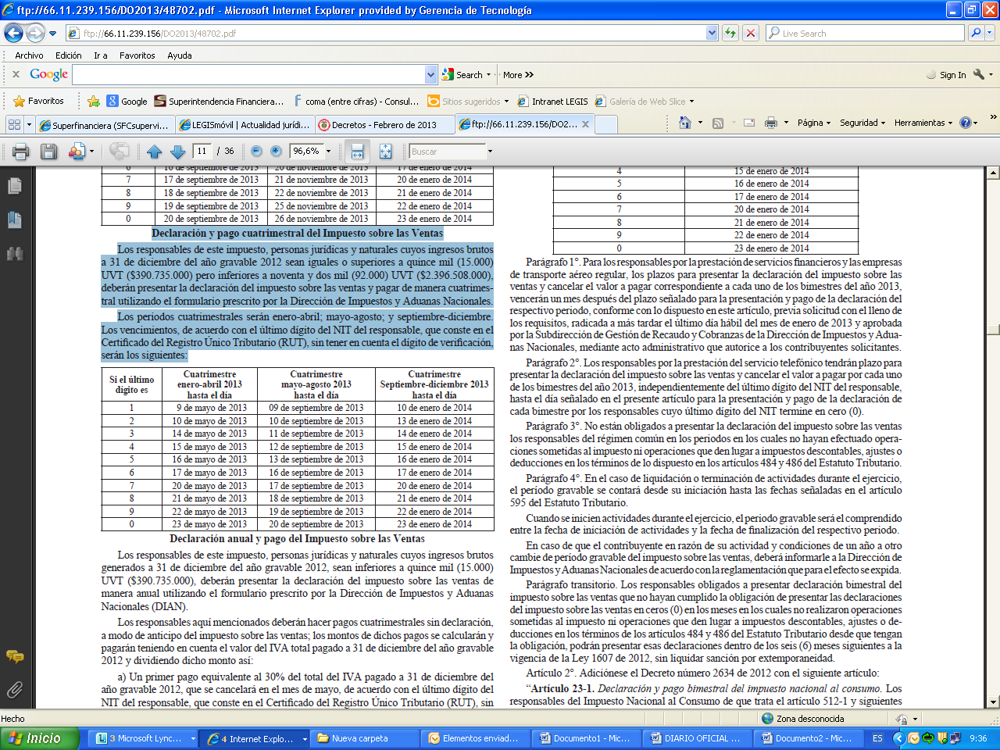 ftp://66.11.239.156/DO2013/48702.pdf - Microsoft Internet Explorer provided by Gerencia de Tecnología
ftp://66.11.239.156/DO2013/48702.pdf
Live Search
Archivo Edición Ir a Favoritos Ayuda
x Google Search More >> Sign In
Favoritos Google Superintendencia Financiera... coma (entre cifras) - Consul... Sitios sugeridos Intranet LEGIS Galería de Web Slice
Superfinanciera (SFCsupervi... LEGISmóvil | Actualidad jurídi... Decretos - Febrero de 2013 ftp://66.11.239.156/DO2... x Página Seguridad Herramientas >>
11 / 36 96,6% Buscar
6 16 de septiembre de 2013 20 de noviembre de 2013 17 de enero de 2014
7 17 de septiembre de 2013 21 de noviembre de 2013 20 de enero de 2014
8 18 de septiembre de 2013 22 de noviembre de 2013 21 de enero de 2014
9 19 de septiembre de 2013 25 de noviembre de 2013 22 de enero de 2014
0 20 de septiembre de 2013 26 de noviembre de 2013 23 de enero de 2014
Declaración y pago cuatrimestral del Impuesto sobre las Ventas
Los responsables de este impuesto, personas jurídicas y naturales cuyos ingresos brutos
a 31 de diciembre del año gravable 2012 sean iguales o superiores a quince mil (15.000)
UVT ($390.735.000) pero inferiores a noventa y dos mil (92.000) UVT ($2.396.508.000),
deberán presentar la declaración del impuesto sobre las ventas y pagar de manera cuatrimes-
tral utilizando el formulario prescrito por la Dirección de Impuestos y Aduanas Nacionales.
Los periodos cuatrimestrales serán enero-abril; mayo-agosto; y septiembre-diciembre.
Los vencimientos, de acuerdo con el último dígito del NIT del responsable, que conste en el
Certificado del Registro Único Tributario (RUT), sin tener en cuenta el dígito de verificación,
serán los siguientes:
Si el último dígito es Cuatrimestre enero-abril 2013 hasta el día Cuatrimestre mayo-agosto 2013 hasta el día Cuatrimestre Septiembre-diciembre 2013 hasta el día
1 9 de mayo de 2013 09 de septiembre de 2013 10 de enero de 2014
2 10 de mayo de 2013 10 de septiembre de 2013 13 de enero de 2014
3 14 de mayo de 2013 11 de septiembre de 2013 14 de enero de 2014
4 15 de mayo de 2013 12 de septiembre de 2013 15 de enero de 2014
5 16 de mayo de 2013 13 de septiembre de 2013 16 de enero de 2014
6 17 de mayo de 2013 16 de septiembre de 2013 17 de enero de 2014
7 20 de mayo de 2013 17 de septiembre de 2013 20 de enero de 2014
8 21 de mayo de 2013 18 de septiembre de 2013 21 de enero de 2014
9 22 de mayo de 2013 19 de septiembre de 2013 22 de enero de 2014
0 23 de mayo de 2013 20 de septiembre de 2013 23 de enero de 2014
Declaración anual y pago del Impuesto sobre las Ventas
Los responsables de este impuesto, personas jurídicas y naturales cuyos ingresos brutos
generados a 31 de diciembre del año gravable 2012, sean inferiores a quince mil (15.000)
UVT ($390.735.000), deberán presentar la declaración del impuesto sobre las ventas de
manera anual utilizando el formulario prescrito por la Dirección de Impuestos y Aduanas
Nacionales (DIAN).
Los responsables aquí mencionados deberán hacer pagos cuatrimestrales sin declaración,
a modo de anticipo del impuesto sobre las ventas; los montos de dichos pagos se calcularán y
pagarán teniendo en cuenta el valor del IVA total pagado a 31 de diciembre del año gravable
2012 y dividiendo dicho monto así:
a) Un primer pago equivalente al 30% del total del IVA pagado a 31 de diciembre del
año gravable 2012, que se cancelará en el mes de mayo, de acuerdo con el último dígito del
NIT del responsable, que conste en el Certificado del Registro Único Tributario (RUT), sin
4 15 de enero de 2014
5 16 de enero de 2014
6 17 de enero de 2014
7 20 de enero de 2014
8 21 de enero de 2014
9 22 de enero de 2014
0 23 de enero de 2014
Parágrafo 1°. Para los responsables por la prestación de servicios financieros y las empresas
de transporte aéreo regular, los plazos para presentar la declaración del impuesto sobre las
ventas y cancelar el valor a pagar correspondiente a cada uno de los bimestres del año 2013,
vencerán un mes después del plazo señalado para la presentación y pago de la declaración del
respectivo periodo, conforme con lo dispuesto en este artículo, previa solicitud con el lleno de
los requisitos, radicada a más tardar el último día hábil del mes de enero de 2013 y aprobada
por la Subdirección de Gestión de Recaudo y Cobranzas de la Dirección de Impuestos y Adua-
nas Nacionales, mediante acto administrativo que autorice a los contribuyentes solicitantes.
Parágrafo 2°. Los responsables por la prestación del servicio telefónico tendrán plazo para
presentar la declaración del impuesto sobre las ventas y cancelar el valor a pagar por cada uno
de los bimestres del año 2013, independientemente del último dígito del NIT del responsable,
hasta el día señalado en el presente artículo para la presentación y pago de la declaración de
cada bimestre por los responsables cuyo último dígito del NIT termine en cero (0).
Parágrafo 3°. No están obligados a presentar la declaración del impuesto sobre las ventas
los responsables del régimen común en los periodos en los cuales no hayan efectuado opera-
ciones sometidas al impuesto ni operaciones que den lugar a impuestos descontables, ajustes o
deducciones en los términos de lo dispuesto en los artículos 484 y 486 del Estatuto Tributario.
Parágrafo 4°. En el caso de liquidación o terminación de actividades durante el ejercicio,
el período gravable se contará desde su iniciación hasta las fechas señaladas en el artículo
595 del Estatuto Tributario.
Cuando se inicien actividades durante el ejercicio, el periodo gravable será el comprendido
entre la fecha de iniciación de actividades y la fecha de finalización del respectivo periodo.
En caso de que el contribuyente en razón de su actividad y condiciones de un año a otro
cambie de período gravable del impuesto sobre las ventas, deberá informarle a la Dirección de
Impuestos y Aduanas Nacionales de acuerdo con la reglamentación que para el efecto se expida.
Parágrafo transitorio. Los responsables obligados a presentar declaración bimestral del
impuesto sobre las ventas que no hayan cumplido la obligación de presentar las declaraciones
del impuesto sobre las ventas en ceros (0) en los meses en los cuales no realizaron operaciones
sometidas al impuesto ni operaciones que den lugar a impuestos descontables, ajustes o de-
ducciones en los términos de los artículos 484 y 486 del Estatuto Tributario meses que tengan
la obligación, podrán presentar esas declaraciones dentro de los seis (6) meses siguientes a la
vigencia de la Ley 1607 de 2012, sin liquidar sanción por extemporaneidad.
Artículo 2°. Adiciónese el Decreto número 2634 de 2012 con el siguiente artículo:
“Artículo 23-1. Declaración y pago bimestral del impuesto nacional al consumo. Los
responsables del Impuesto Nacional al Consumo de que trata el artículo 512-1 y siguientes
Hecho Zona desconocida
Inicio 3 Microsoft Lync... 4 Internet Explo... Nueva carpeta Elementos enviad... Documento1 - Mic... DIARIO OFICIAL ... Documento2 - Mic... ES 9:36